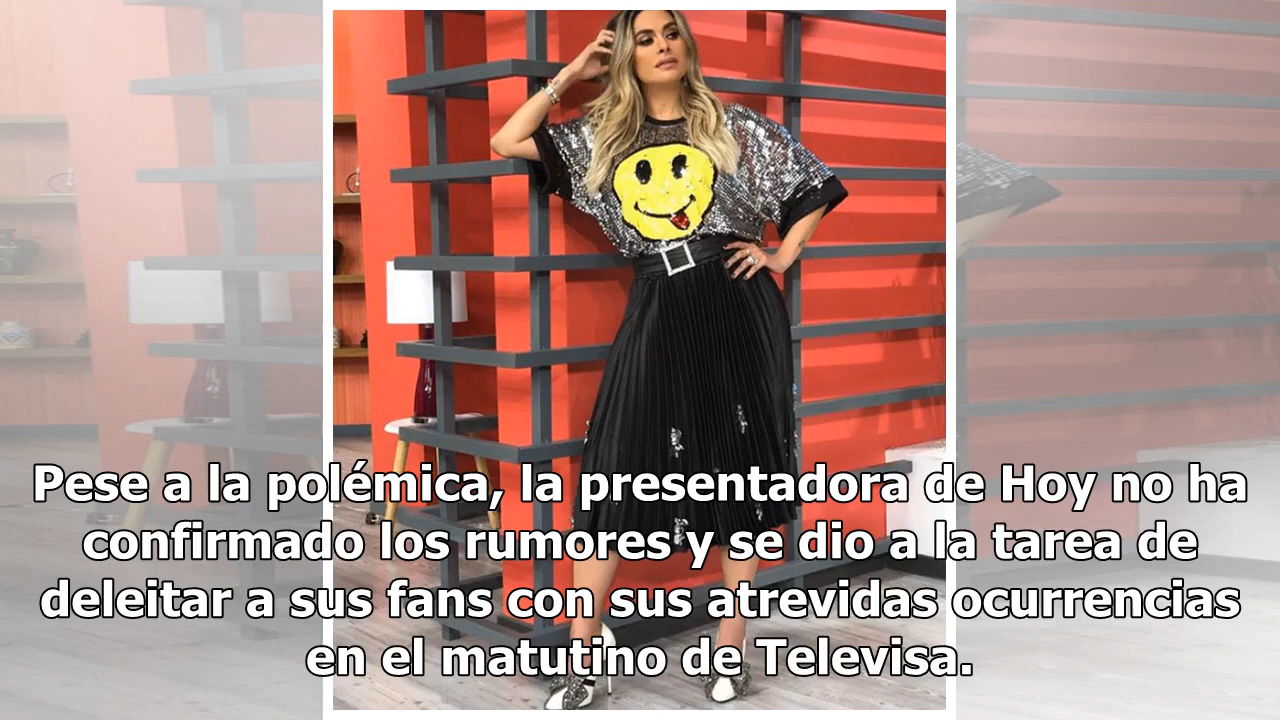 Pese a la polémica, la presentadora de Hoy no ha
confirmado los rumores y se dio a la tarea de
deleitar a sus fans con sus atrevidas ocurrencias
en el matutino de Televisa.